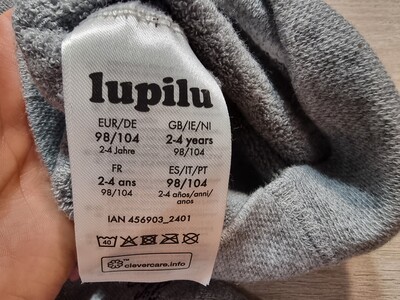 lupilu
EUR/DE
98/104
2-4 Jahre
GB/IE/NI
2-4 years
98/104
FR
2-4 ans
98/104
ES/IT/PT
98/104
2-4 años/anni/
anos
IAN 456903_2401
40
™
clevercare.info